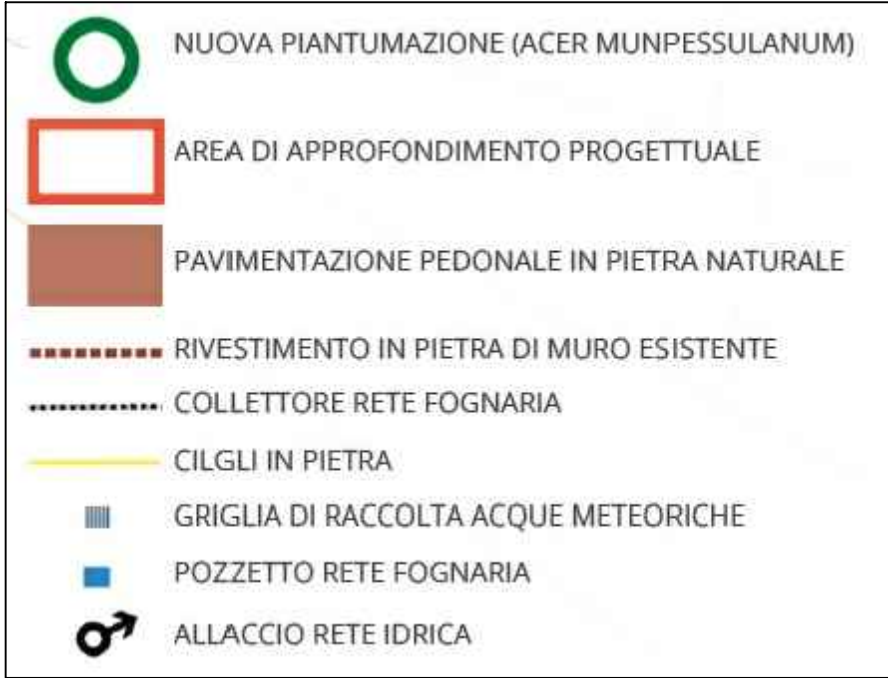 NUOVA PIANTUMAZIONE (ACER MUNPESSULANUM)
AREA DI APPROFONDIMENTO PROGETTUALE
PAVIMENTAZIONE PEDONALE IN PIETRA NATURALE
RIVESTIMENTO IN PIETRA DI MURO ESISTENTE
COLLETTORE RETE FOGNARIA
CILGLI IN PIETRA
GRIGLIA DI RACCOLTA ACQUE METEORICHE
POZZETTO RETE FOGNARIA
ALLACCIO RETE IDRICA